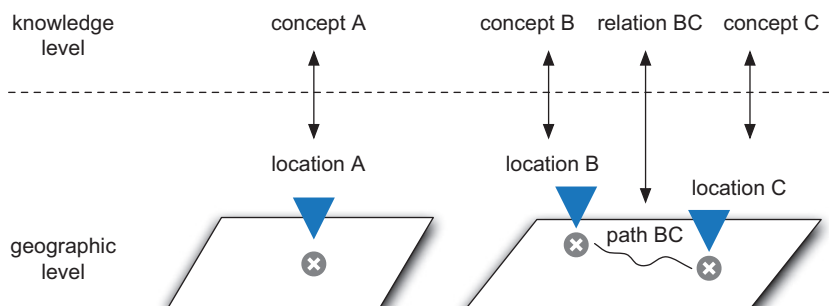 knowledge
level
concept A
concept B
relation BC
concept C
location A
location B
location C
path BC
geographic
level